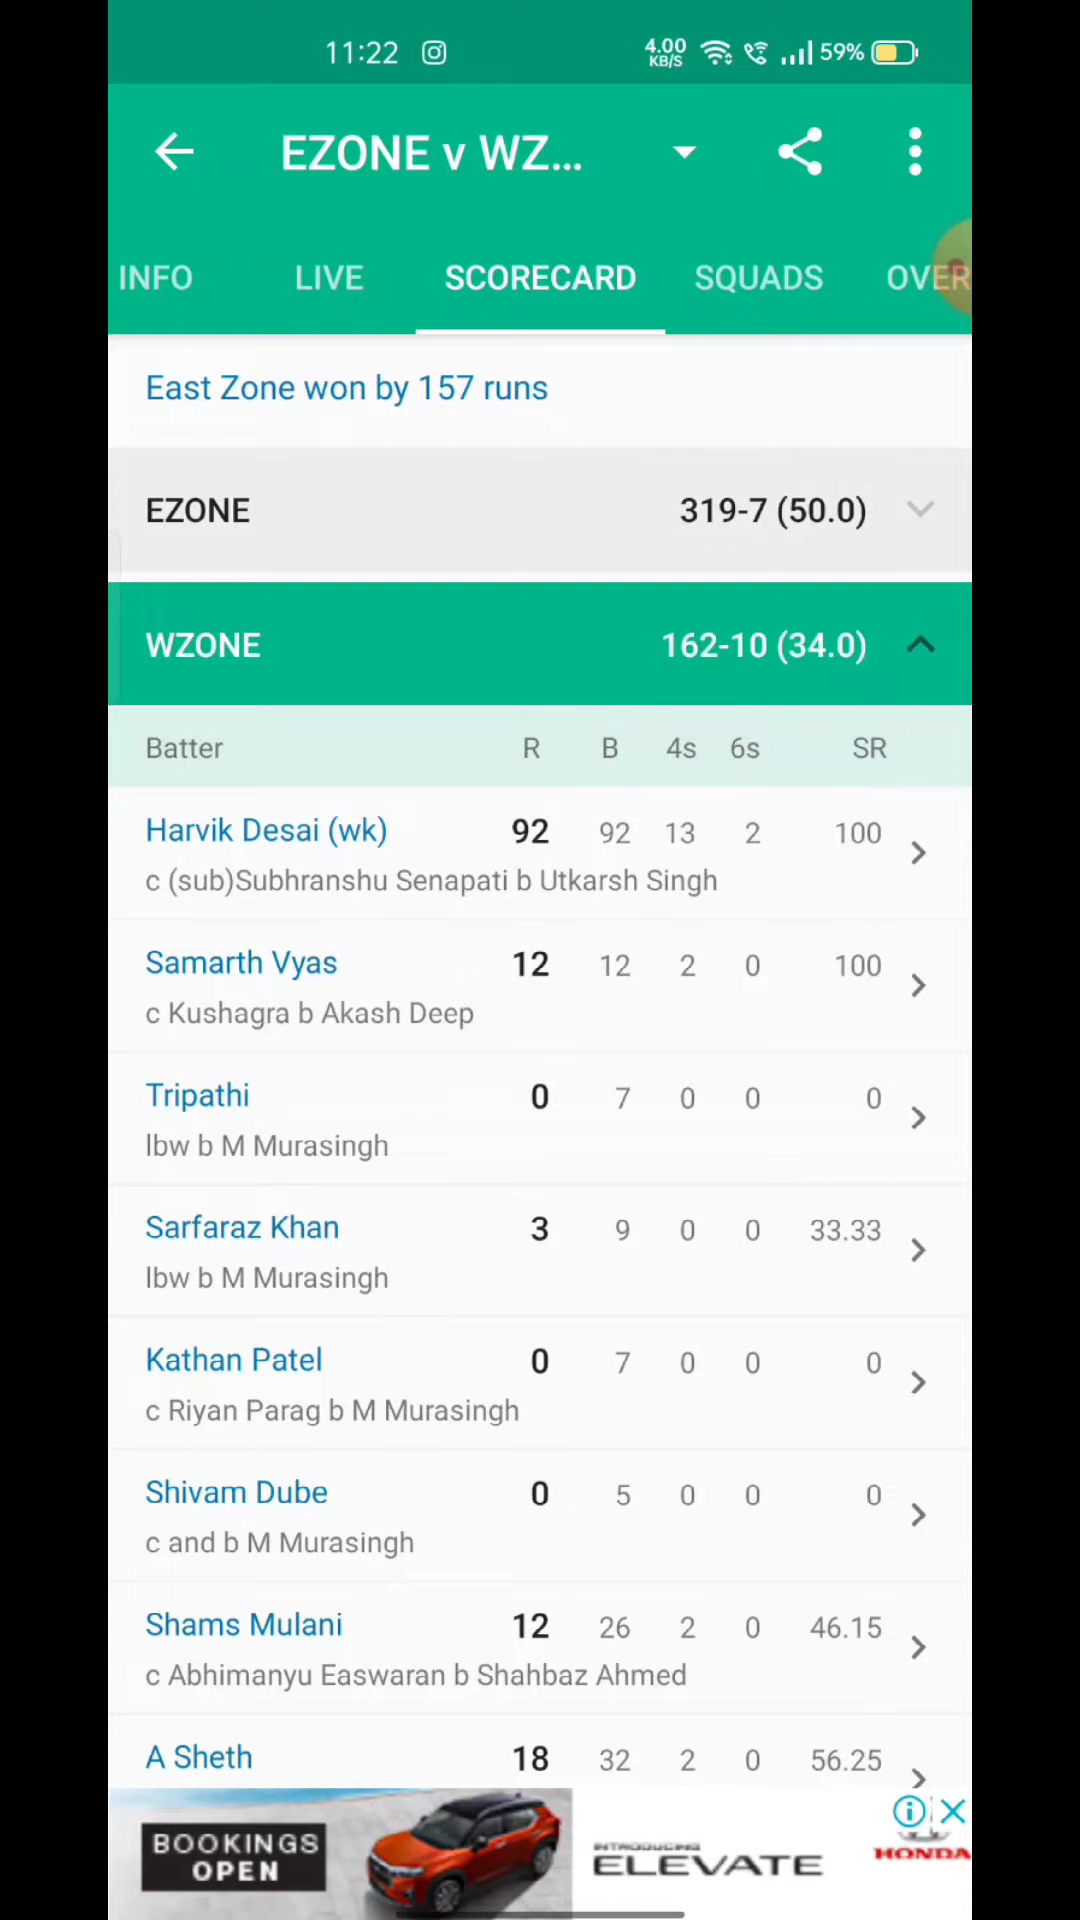 11:22 4.00 KB/S 59%
EZONE v WZ...
INFO LIVE SCORECARD SQUADS OVER
East Zone won by 157 runs
EZONE 319-7 (50.0)
WZONE 162-10 (34.0)
Batter R B 4s 6s SR
Harvik Desai (wk) 92 92 13 2 100
c (sub)Subhranshu Senapati b Utkarsh Singh
Samarth Vyas 12 12 2 0 100
c Kushagra b Akash Deep
Tripathi 0 7 0 0 0
lbw b M Murasingh
Sarfaraz Khan 3 9 0 0 33.33
lbw b M Murasingh
Kathan Patel 0 7 0 0 0
c Riyan Parag b M Murasingh
Shivam Dube 0 5 0 0 0
c and b M Murasingh
Shams Mulani 12 26 2 0 46.15
c Abhimanyu Easwaran b Shahbaz Ahmed
A Sheth 18 32 2 0 56.25
BOOKINGS
OPEN
INTRODUCING
ELEVATE
HONDA